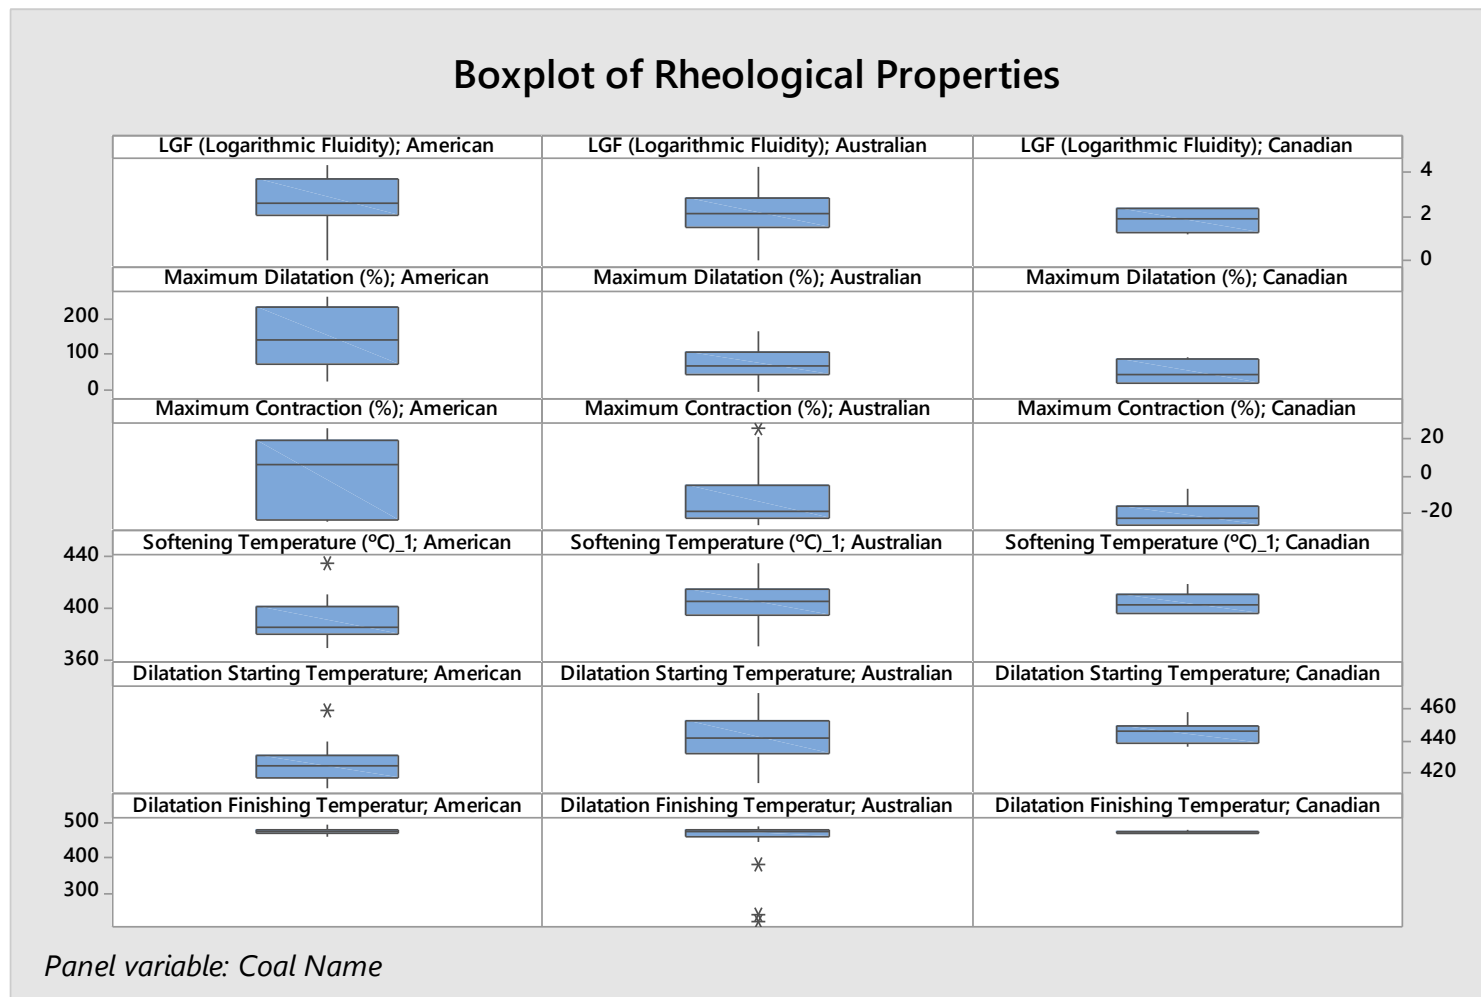 Boxplot of Rheological Properties
LGF (Logarithmic Fluidity); American
LGF (Logarithmic Fluidity); Australian
LGF (Logarithmic Fluidity); Canadian
4
2
0
Maximum Dilatation (%); American
Maximum Dilatation (%); Australian
Maximum Dilatation (%); Canadian
200
100
0
Maximum Contraction (%); American
Maximum Contraction (%); Australian
Maximum Contraction (%); Canadian
20
0
-20
Softening Temperature (ºC)_1; American
Softening Temperature (ºC)_1; Australian
Softening Temperature (ºC)_1; Canadian
440
400
360
Dilatation Starting Temperature; American
Dilatation Starting Temperature; Australian
Dilatation Starting Temperature; Canadian
460
440
420
Dilatation Finishing Temperatur; American
Dilatation Finishing Temperatur; Australian
Dilatation Finishing Temperatur; Canadian
500
400
300
Panel variable: Coal Name